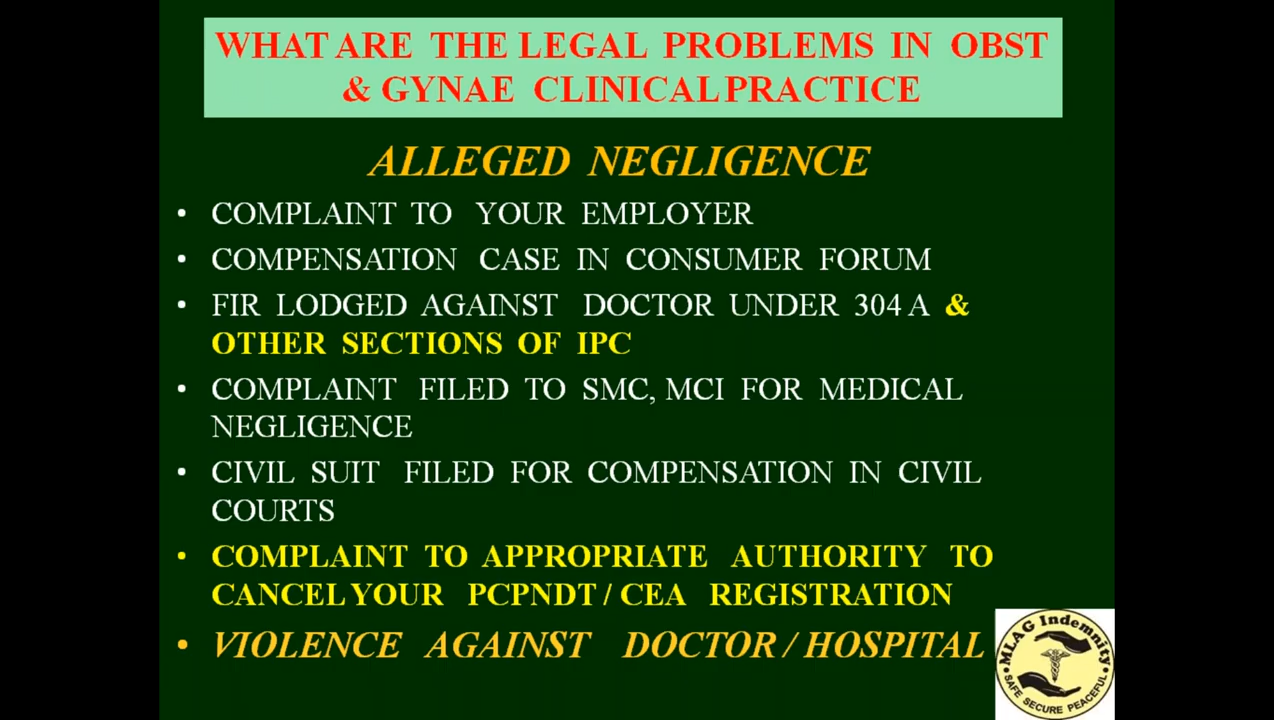 WHAT ARE THE LEGAL PROBLEMS IN OBST
& GYNAE CLINICAL PRACTICE
ALLEGED NEGLIGENCE
• COMPLAINT TO YOUR EMPLOYER
• COMPENSATION CASE IN CONSUMER FORUM
• FIR LODGED AGAINST DOCTOR UNDER 304 A &
OTHER SECTIONS OF IPC
• COMPLAINT FILED TO SMC, MCI FOR MEDICAL
NEGLIGENCE
• CIVIL SUIT FILED FOR COMPENSATION IN CIVIL
COURTS
• COMPLAINT TO APPROPRIATE AUTHORITY TO
CANCEL YOUR PCPNDT / CEA REGISTRATION
• VIOLENCE AGAINST DOCTOR / HOSPITAL
MLAG Indemnity
• SAFE SECURE PEACEFUL •